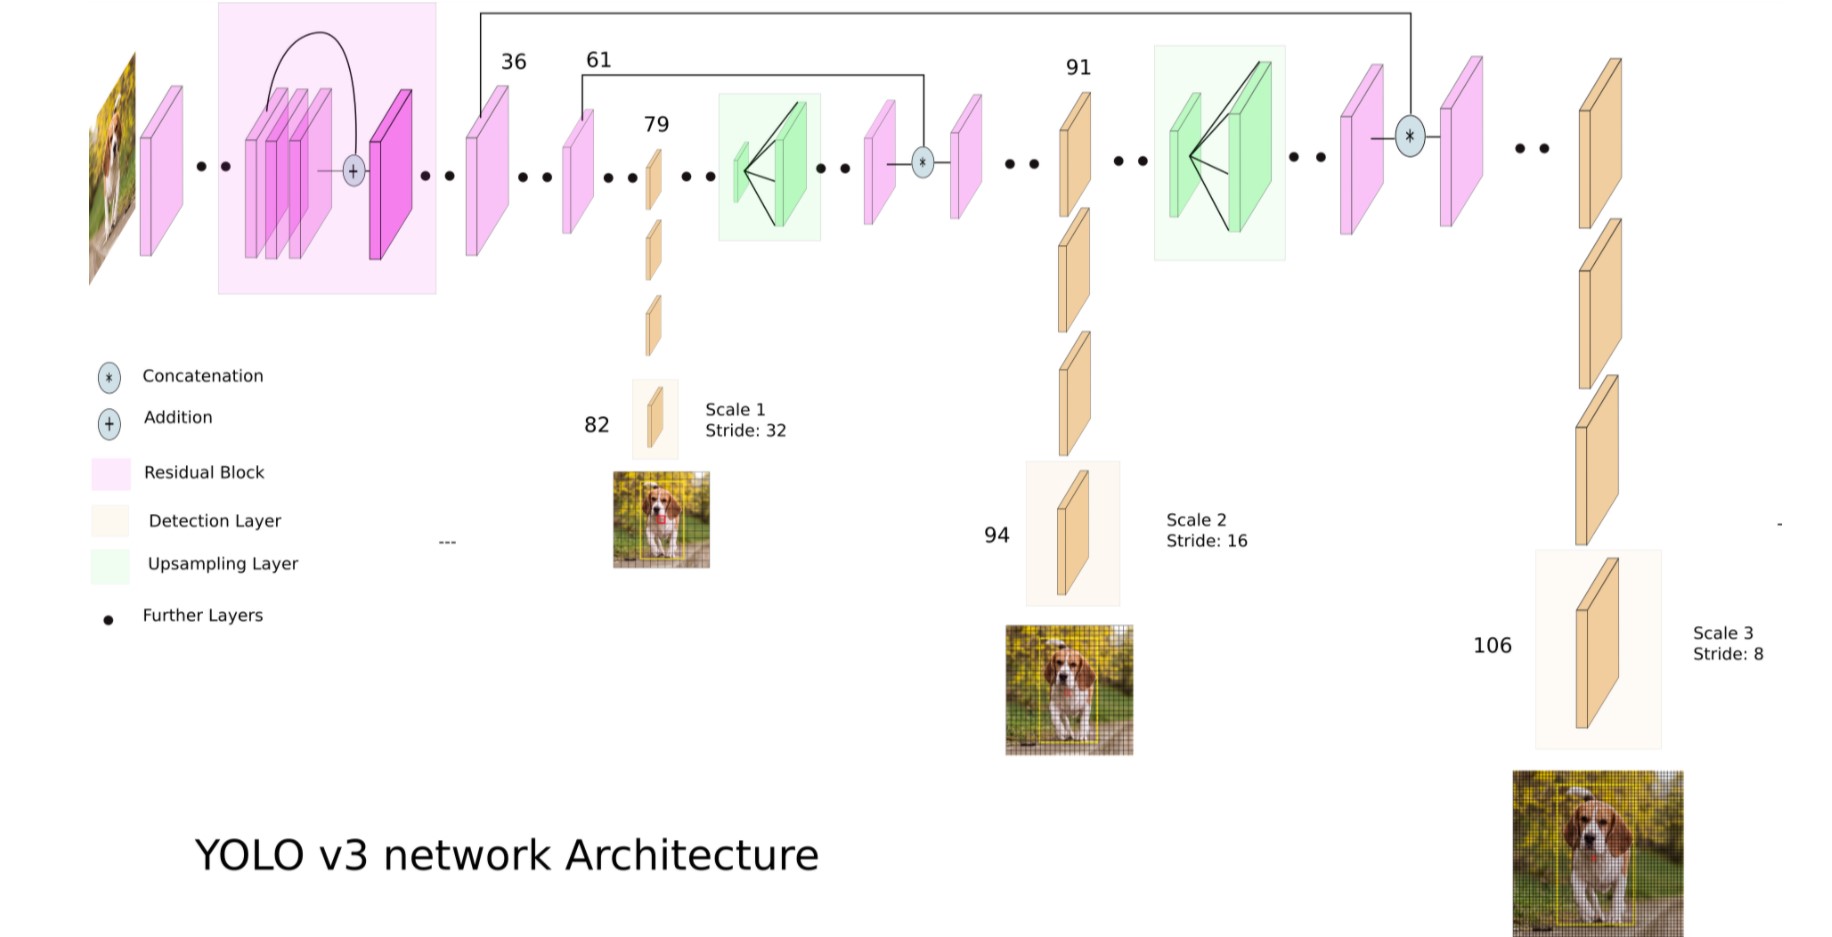 36
61
79
91
*
*
+
*
Concatenation
+
Addition
Residual Block
Detection Layer
Upsampling Layer
Further Layers
---
82
Scale 1
Stride: 32
94
Scale 2
Stride: 16
-
106
Scale 3
Stride: 8
YOLO v3 network Architecture